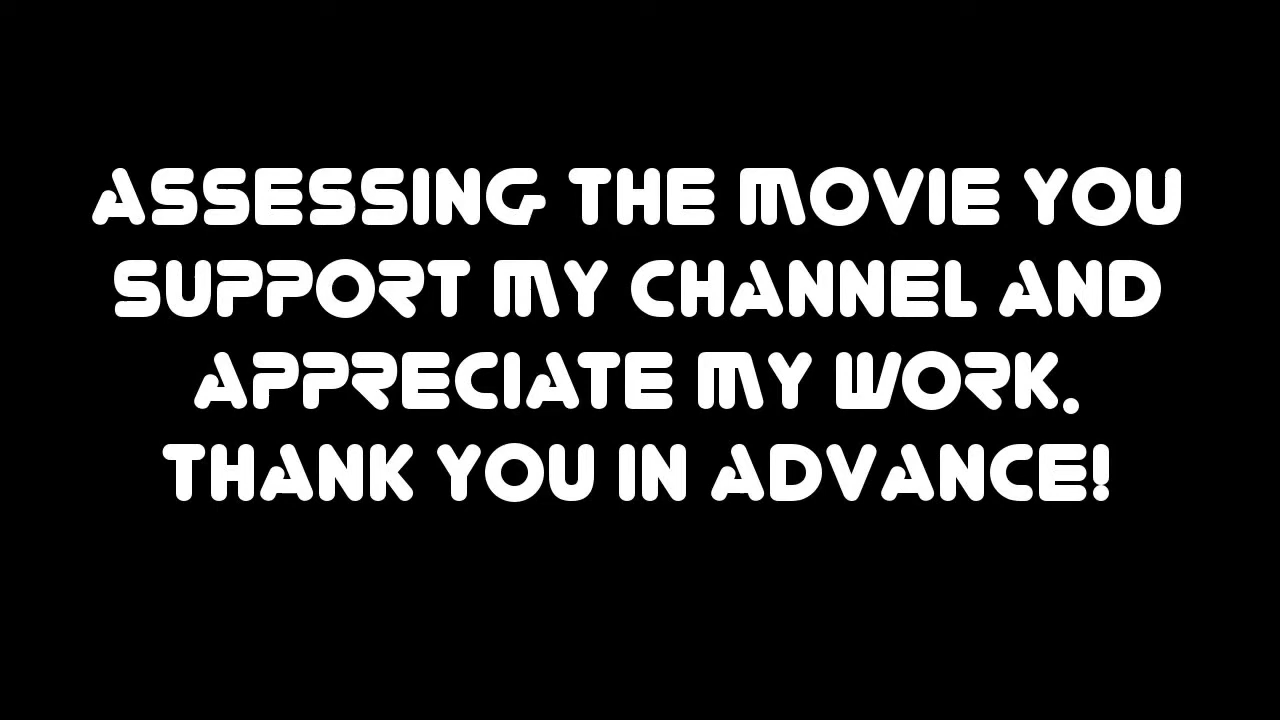 ASSESSING THE MOVIE YOU
SUPPORT MY CHANNEL AND
APPRECIATE MY WORK.
THANK YOU IN ADVANCE!